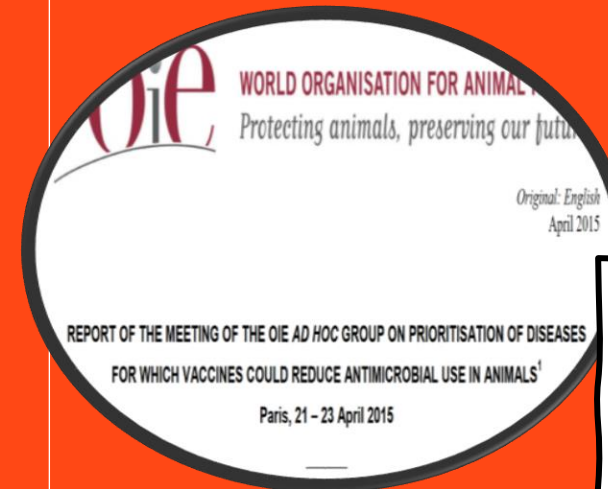 oie
WORLD ORGANISATION FOR ANIMAL
Protecting animals, preserving our
Original: English
April 2015
REPORT OF THE MEETING OF THE OIE AD HOC GROUP ON PRIORITISATION OF DISEASES
FOR WHICH VACCINES COULD REDUCE ANTIMICROBIAL USE IN ANIMALS¹
Paris, 21 – 23 April 2015